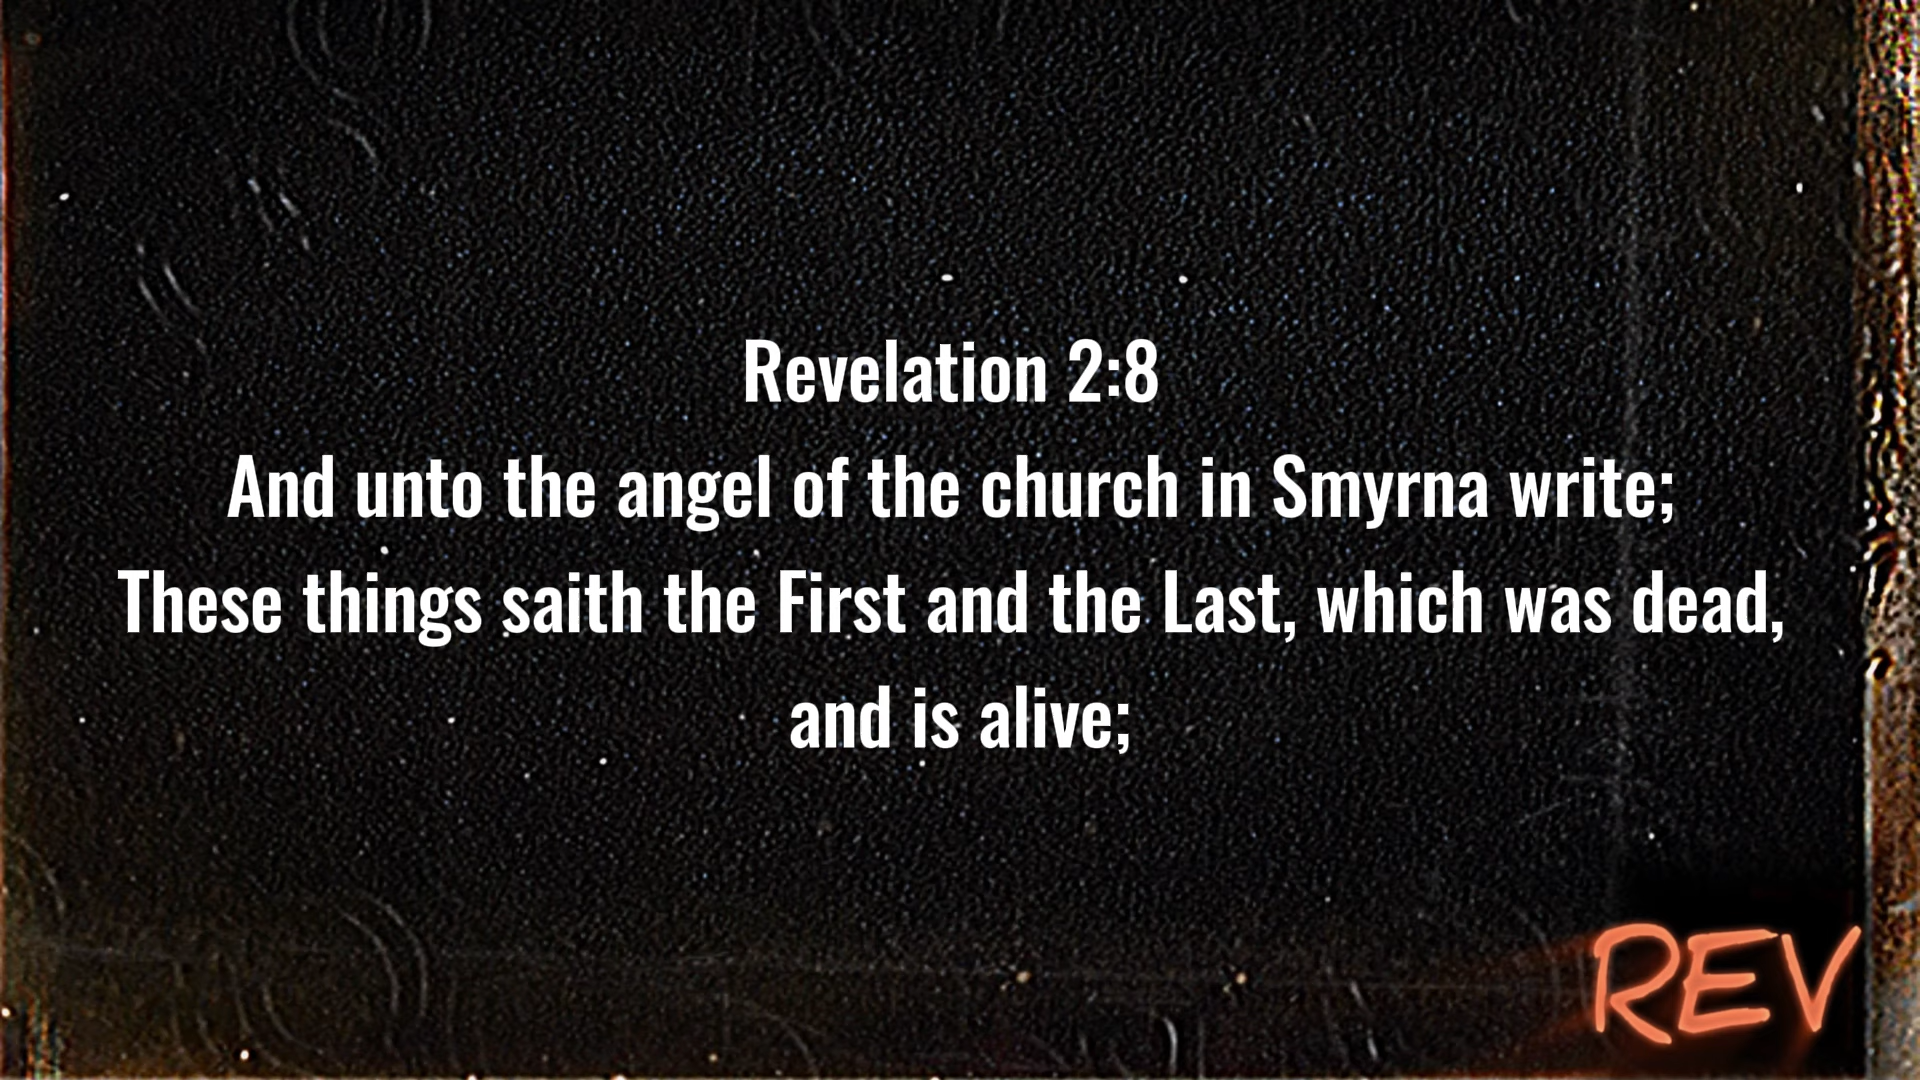 Revelation 2:8
And unto the angel of the church in Smyrna write;
These things saith the First and the Last, which was dead,
and is alive;
REV